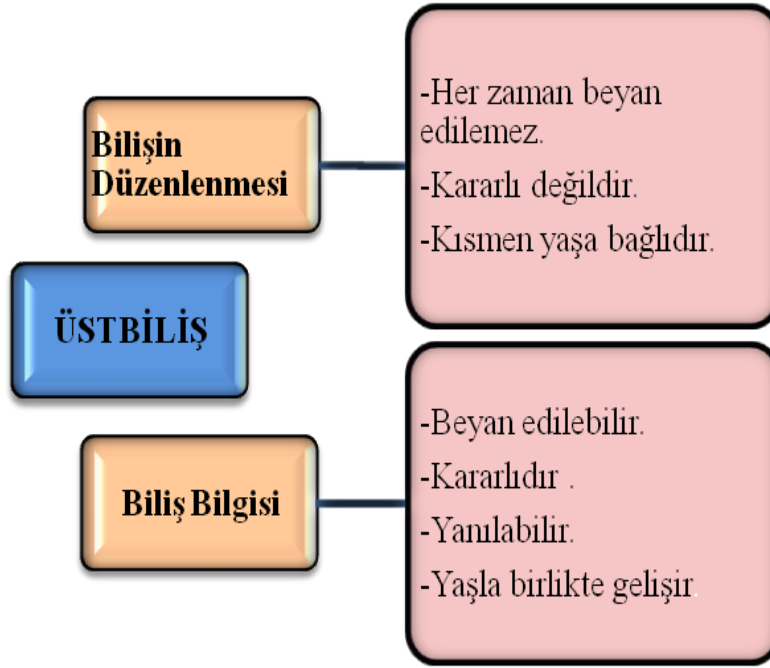 Bilişin
Düzenlenmesi
-Her zaman beyan
edilemez.
-Kararlı değildir.
-Kısmen yaşa bağlıdır.
ÜSTBİLİŞ
Biliş Bilgisi
-Beyan edilebilir.
-Kararlıdır .
-Yanılabilir.
-Yaşla birlikte gelişir.